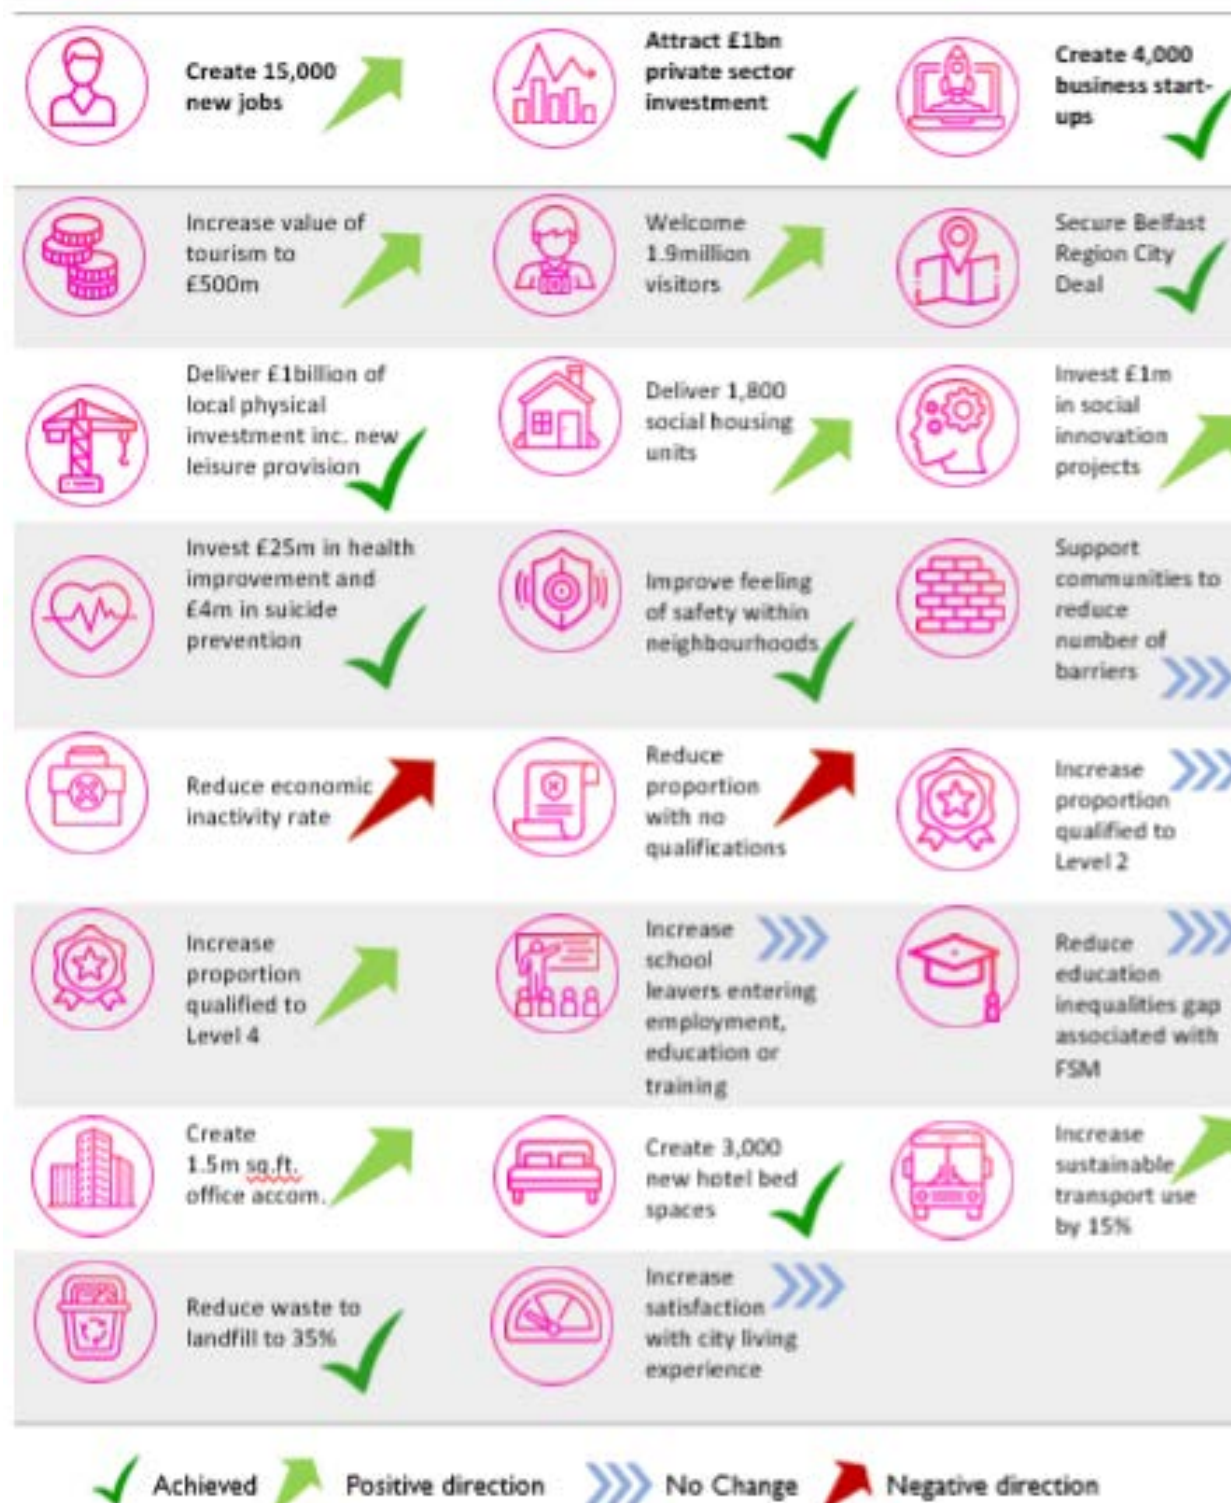 Create 15,000
new jobs
Attract £1bn
private sector
investment
Create 4,000
business start-
ups
Increase value of
tourism to
£500m
Welcome
1.9million
visitors
Secure Belfast
Region City
Deal
Deliver £1billion of
local physical
investment inc. new
leisure provision
Deliver 1,800
social housing
units
Invest £1m
in social
innovation
projects
Invest £25m in health
improvement and
£4m in suicide
prevention
Improve feeling
of safety within
neighbourhoods
Support
communities to
reduce
number of
barriers
Reduce economic
inactivity rate
Reduce
proportion
with no
qualifications
Increase
proportion
qualified to
Level 2
Increase
proportion
qualified to
Level 4
Increase
school
leavers entering
employment,
education or
training
Reduce
education
inequalities gap
associated with
FSM
Create
1.5m sq.ft.
office accom.
Create 3,000
new hotel bed
spaces
Increase
sustainable
transport use
by 15%
Reduce waste to
landfill to 35%
Increase
satisfaction
with city living
experience
Achieved Positive direction No Change Negative direction